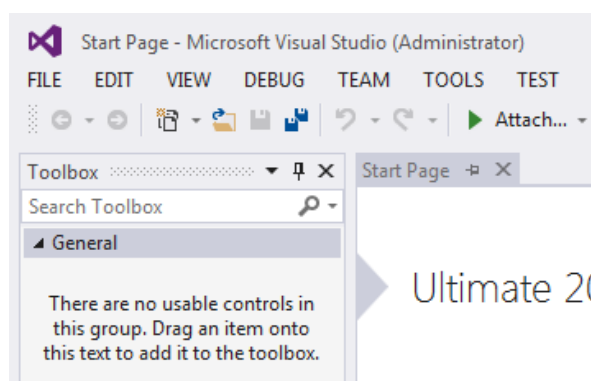 Start Page - Microsoft Visual Studio (Administrator)
FILE EDIT VIEW DEBUG TEAM TOOLS TEST
Attach...
Toolbox
Start Page
Search Toolbox
General
There are no usable controls in
this group. Drag an item onto
this text to add it to the toolbox.
Ultimate